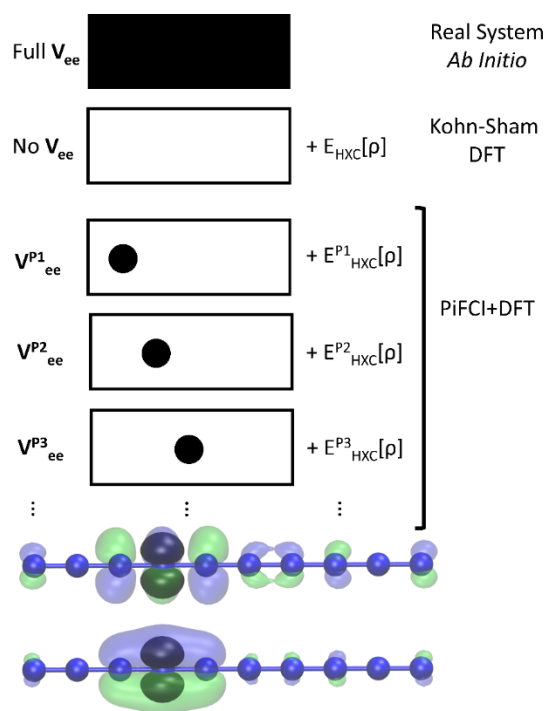 Full Vee
Real System
Ab Initio
No Vee
+ EHXC[ρ]
Kohn-Sham
DFT
VP1ee
+ EP1HXC[ρ]
VP2ee
+ EP2HXC[ρ]
PiFCI+DFT
VP3ee
+ EP3HXC[ρ]
⋮ ⋮ ⋮